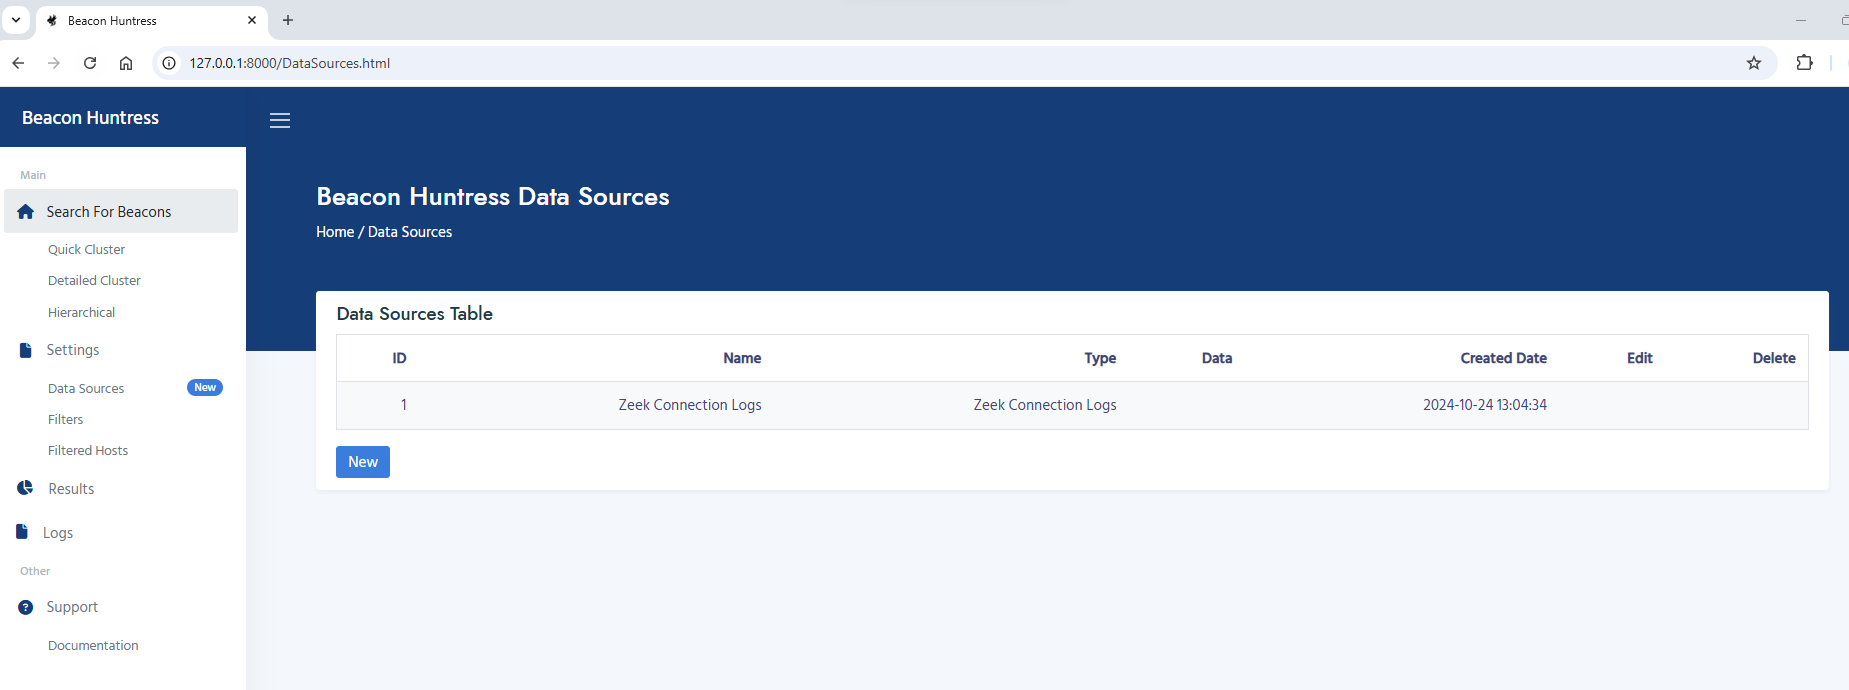 Beacon Huntress
127.0.0.1:8000/DataSources.html
Beacon Huntress
Main
Search For Beacons
Quick Cluster
Detailed Cluster
Hierarchical
Settings
Data Sources New
Filters
Filtered Hosts
Results
Logs
Other
Support
Documentation
Beacon Huntress Data Sources
Home / Data Sources
Data Sources Table
ID Name Type Data Created Date Edit Delete
1 Zeek Connection Logs Zeek Connection Logs 2024-10-24 13:04:34
New